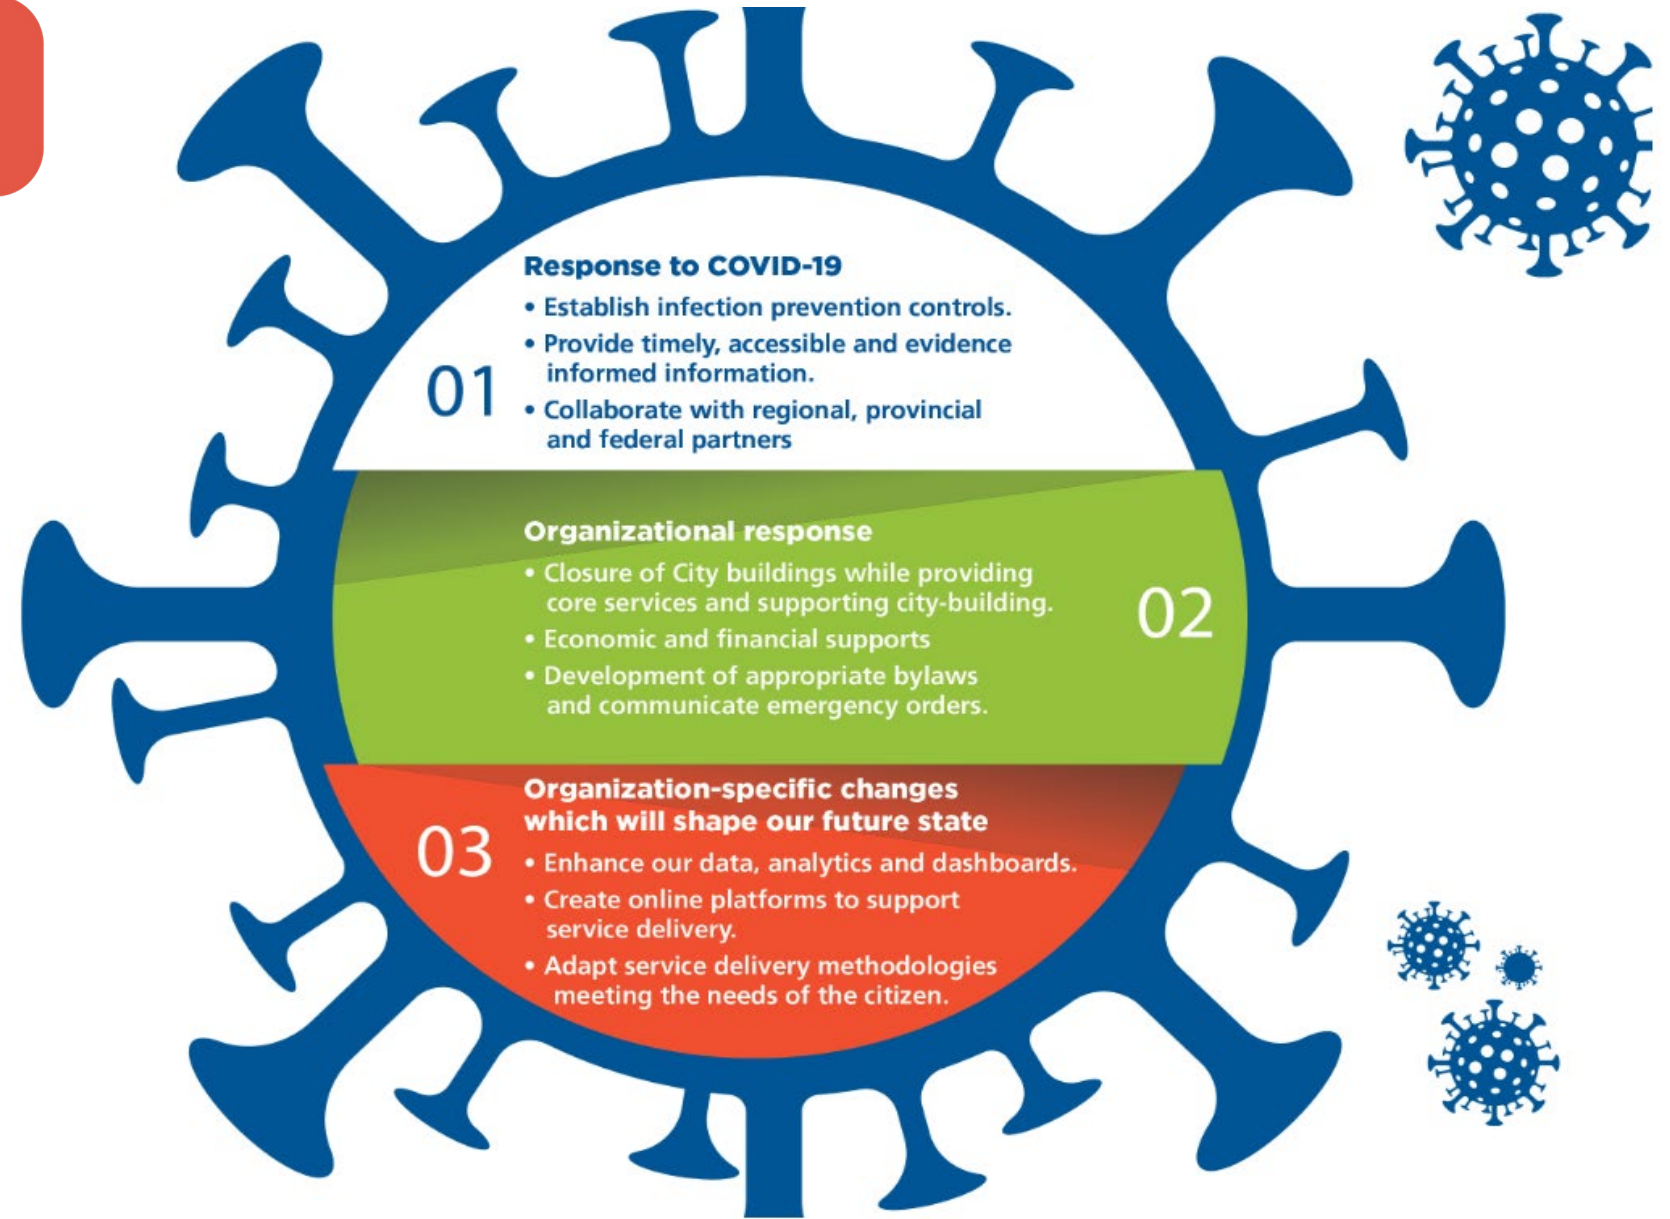 Response to COVID-19
• Establish infection prevention controls.
• Provide timely, accessible and evidence
informed information.
01
• Collaborate with regional, provincial
and federal partners
Organizational response
• Closure of City buildings while providing
core services and supporting city-building.
02
• Economic and financial supports
• Development of appropriate bylaws
and communicate emergency orders.
Organization-specific changes
which will shape our future state
03
• Enhance our data, analytics and dashboards.
• Create online platforms to support
service delivery.
• Adapt service delivery methodologies
meeting the needs of the citizen.